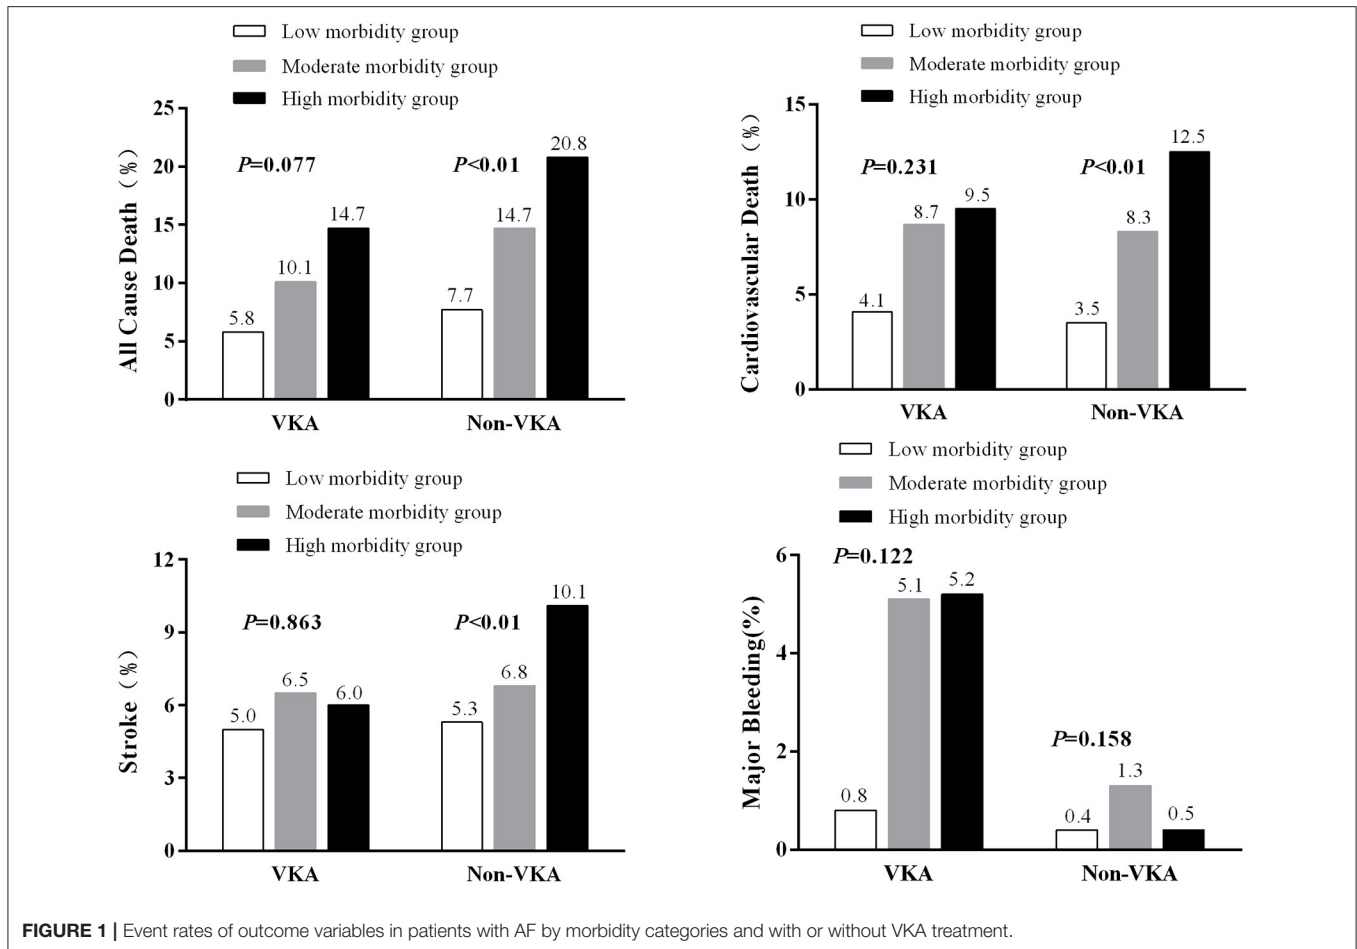 Low morbidity group
Moderate morbidity group
High morbidity group
All Cause Death (%)
25
20
15
10
5
0
P=0.077
P<0.01
5.8
10.1
14.7
7.7
14.7
20.8
VKA
Non-VKA
Low morbidity group
Moderate morbidity group
High morbidity group
Cardiovascular Death (%)
15
10
5
0
P=0.231
P<0.01
4.1
8.7
9.5
3.5
8.3
12.5
VKA
Non-VKA
Low morbidity group
Moderate morbidity group
High morbidity group
Stroke (%)
12
9
6
3
0
P=0.863
P<0.01
5.0
6.5
6.0
5.3
6.8
10.1
VKA
Non-VKA
Low morbidity group
Moderate morbidity group
High morbidity group
Major Bleeding(%)
6
4
2
0
P=0.122
P=0.158
0.8
5.1
5.2
0.4
1.3
0.5
VKA
Non-VKA
FIGURE 1 | Event rates of outcome variables in patients with AF by morbidity categories and with or without VKA treatment.